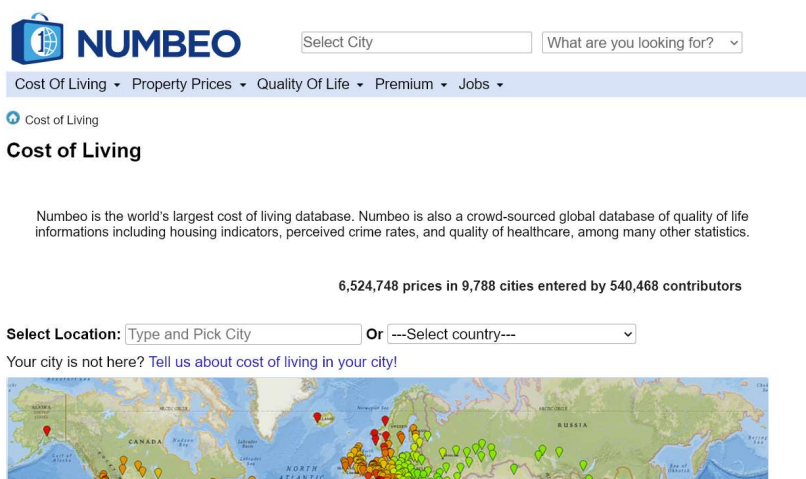 NUMBEO
Select City
What are you looking for?
Cost Of Living Property Prices Quality Of Life Premium Jobs
Cost of Living
Cost of Living
Numbeo is the world's largest cost of living database. Numbeo is also a crowd-sourced global database of quality of life
informations including housing indicators, perceived crime rates, and quality of healthcare, among many other statistics.
6,524,748 prices in 9,788 cities entered by 540,468 contributors
Select Location: Type and Pick City Or ---Select country---
Your city is not here? Tell us about cost of living in your city!
ALASKA
CANADA
RUSSIA
NORTH
ATLANTIC